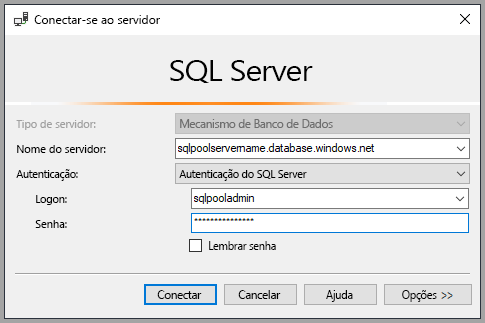 Conectar-se ao servidor
SQL Server
Tipo de servidor: Mecanismo de Banco de Dados
Nome do servidor: sqlpoolservername.database.windows.net
Autenticação: Autenticação do SQL Server
Logon: sqlpooladmin
Senha: ***************
Lembrar senha
Conectar Cancelar Ajuda Opções >>